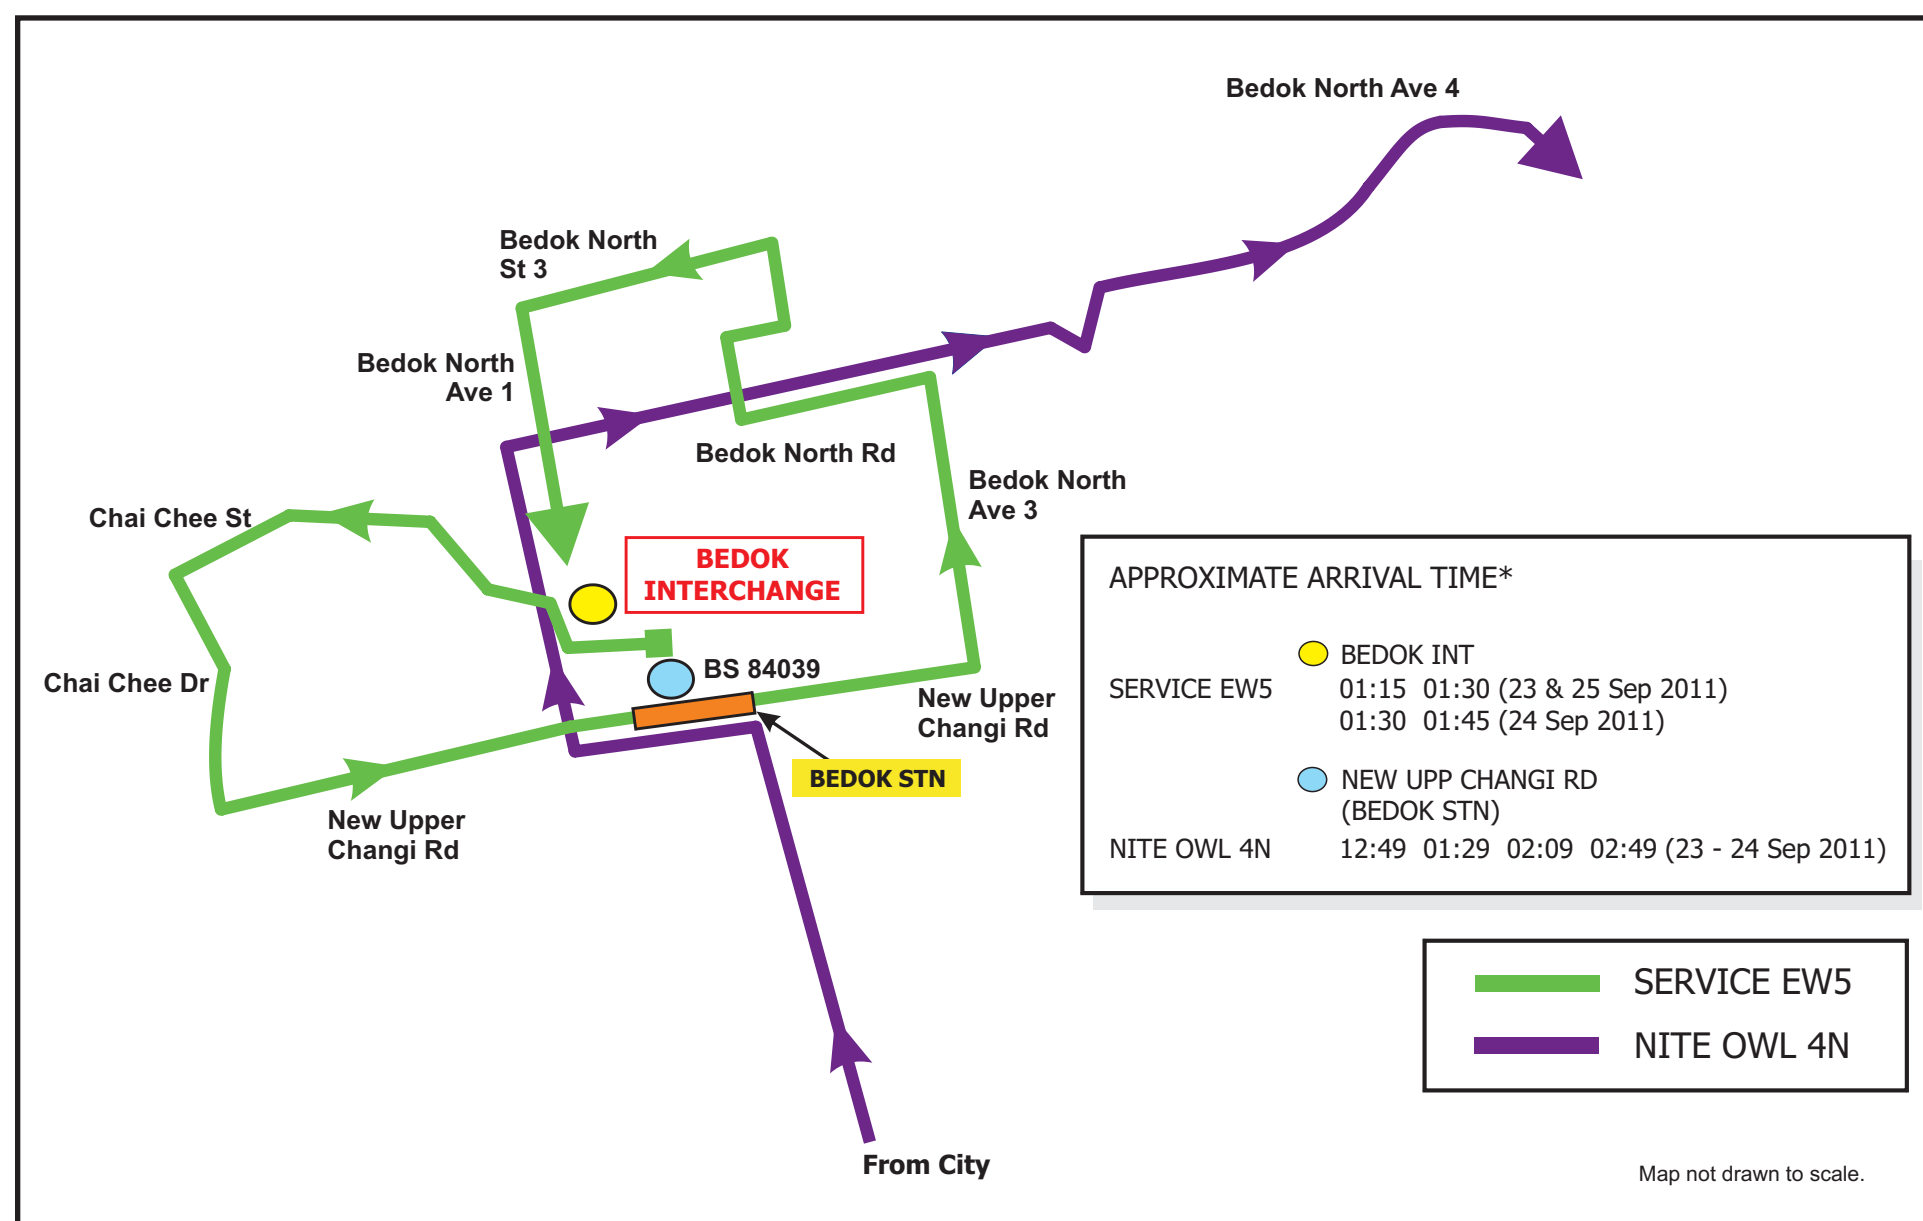 Bedok North Ave 4
Bedok North
St 3
Bedok North
Ave 1
Bedok North Rd
Bedok North
Ave 3
Chai Chee St
BEDOK
INTERCHANGE
Chai Chee Dr
BS 84039
New Upper
Changi Rd
BEDOK STN
New Upper
Changi Rd
From City
APPROXIMATE ARRIVAL TIME*
BEDOK INT
SERVICE EW5 01:15 01:30 (23 & 25 Sep 2011)
01:30 01:45 (24 Sep 2011)
NEW UPP CHANGI RD
(BEDOK STN)
NITE OWL 4N 12:49 01:29 02:09 02:49 (23 - 24 Sep 2011)
SERVICE EW5
NITE OWL 4N
Map not drawn to scale.